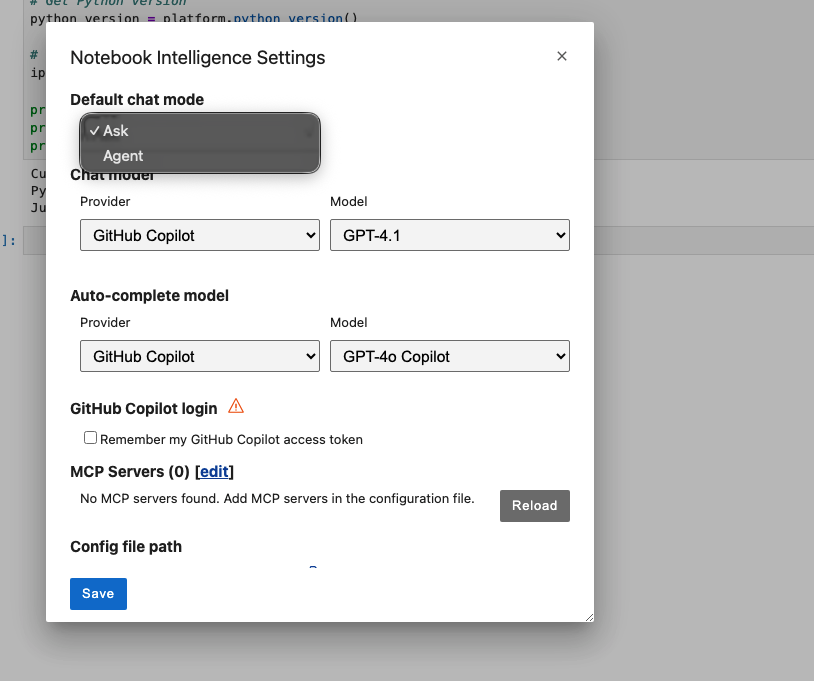 # Get Python version
python_version = platform.python_version()
Notebook Intelligence Settings
×
#
ip
Default chat mode
pr
pr
pr
✓ Ask
Agent
Cu
Chat model
Py
Provider Model
Ju
GitHub Copilot GPT-4.1
]:
Auto-complete model
Provider Model
GitHub Copilot GPT-4o Copilot
GitHub Copilot login
Remember my GitHub Copilot access token
MCP Servers (0) [edit]
No MCP servers found. Add MCP servers in the configuration file.
Reload
Config file path
Save